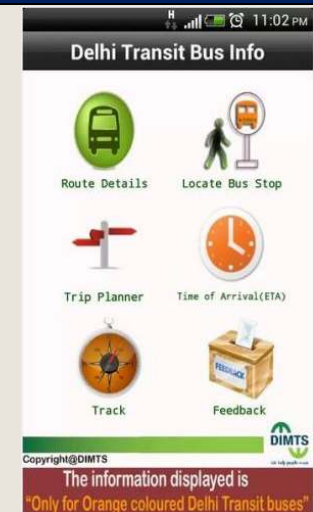 H 11:02 PM
Delhi Transit Bus Info
Route Details Locate Bus Stop
Trip Planner Time of Arrival(ETA)
FEEDBACK
Track Feedback
DIMTS
Copyright@DIMTS
The information displayed is
"Only for Orange coloured Delhi Transit buses"